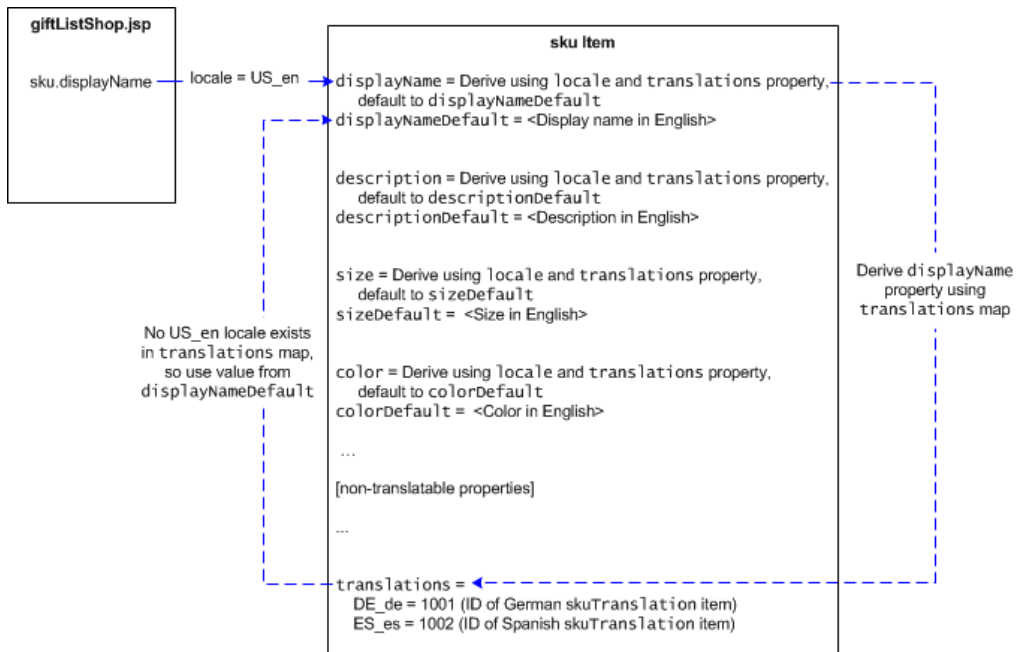 giftListShop.jsp
sku.displayName
locale = US_en
sku Item
displayName = Derive using locale and translations property,
default to displayNameDefault
displayNameDefault = <Display name in English>
description = Derive using locale and translations property,
default to descriptionDefault
descriptionDefault = <Description in English>
size = Derive using locale and translations property,
default to sizeDefault
sizeDefault = <Size in English>
color = Derive using locale and translations property,
default to colorDefault
colorDefault = <Color in English>
...
[non-translatable properties]
...
translations =
DE_de = 1001 (ID of German skuTranslation item)
ES_es = 1002 (ID of Spanish skuTranslation item)
Derive displayName
property using
translations map
No US_en locale exists
in translations map,
so use value from
displayNameDefault